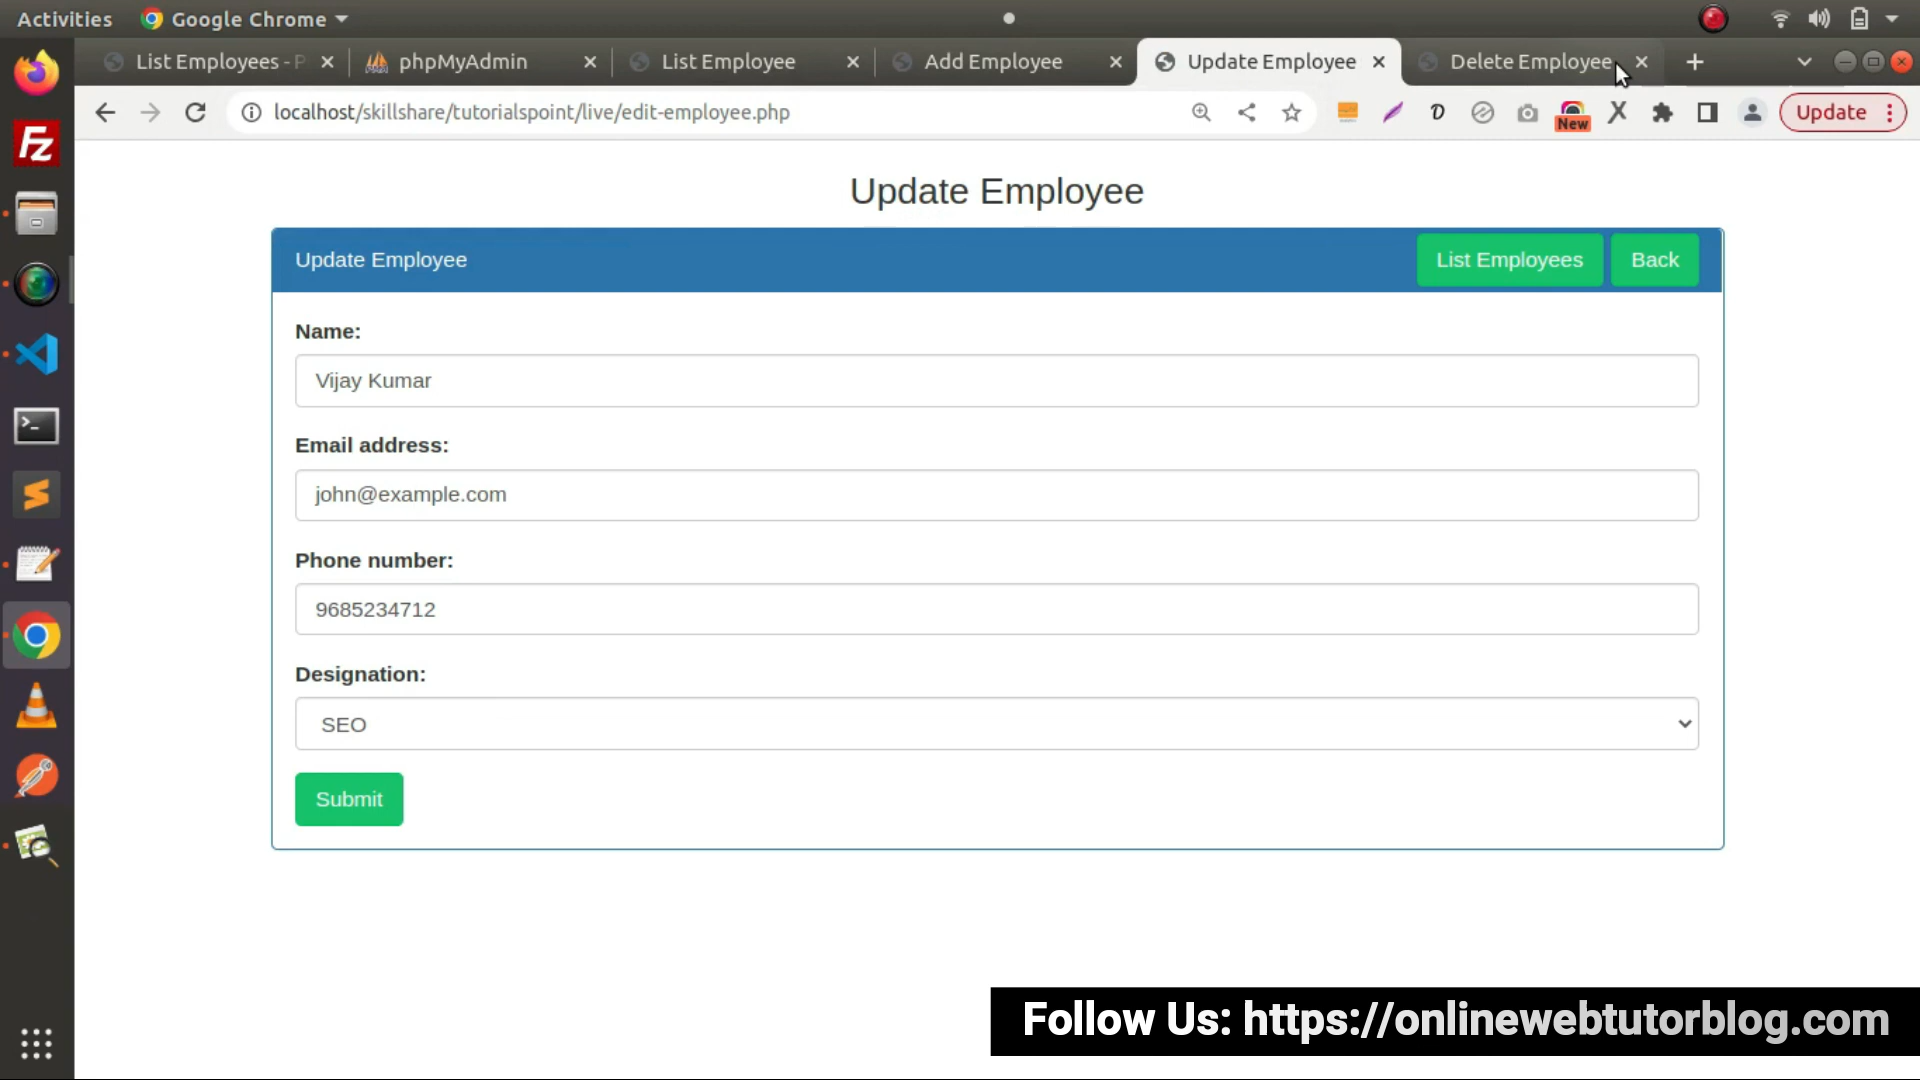 Activities Google Chrome
List Employees - P phpMyAdmin List Employee Add Employee Update Employee Delete Employee
localhost/skillshare/tutorialspoint/live/edit-employee.php New Update
Update Employee
Update Employee List Employees Back
Name:
Vijay Kumar
Email address:
john@example.com
Phone number:
9685234712
Designation:
SEO
Submit
Follow Us: https://onlinewebtutorblog.com